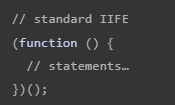 // standard IIFE
(function () {
// statements…
})();